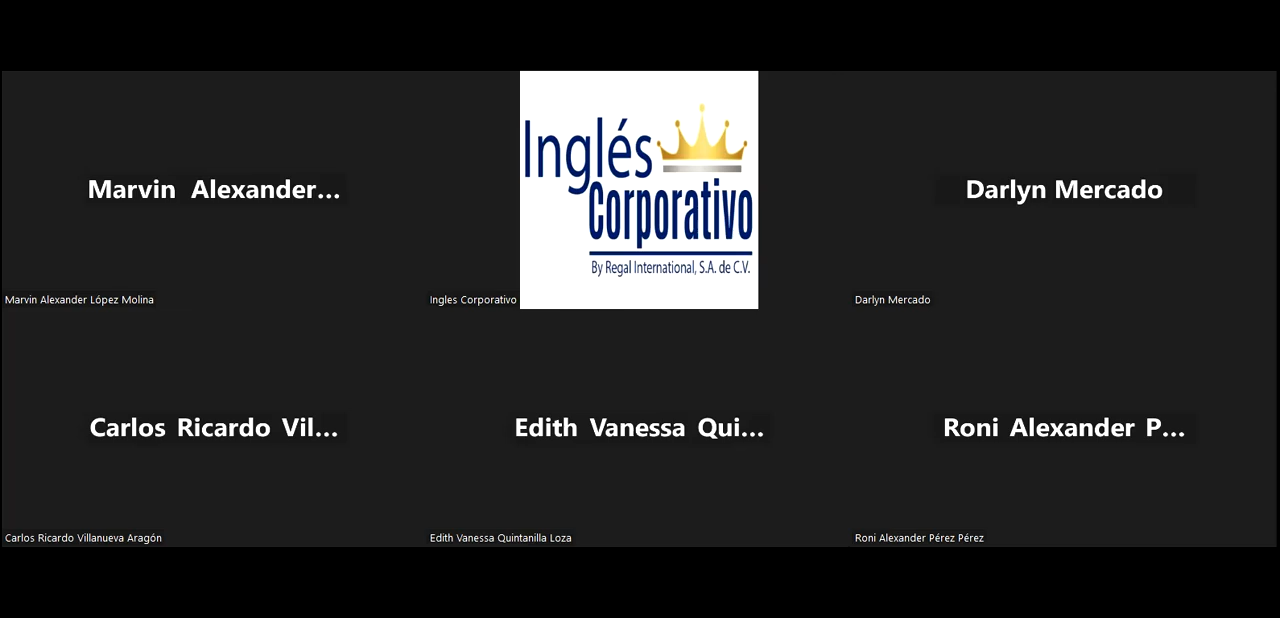 Marvin Alexander...
Marvin Alexander López Molina
Inglés
Corporativo
By Regal International, S.A. de C.V.
Ingles Corporativo
Darlyn Mercado
Darlyn Mercado
Carlos Ricardo Vil...
Carlos Ricardo Villanueva Aragón
Edith Vanessa Qui...
Edith Vanessa Quintanilla Loza
Roni Alexander P...
Roni Alexander Pérez Pérez